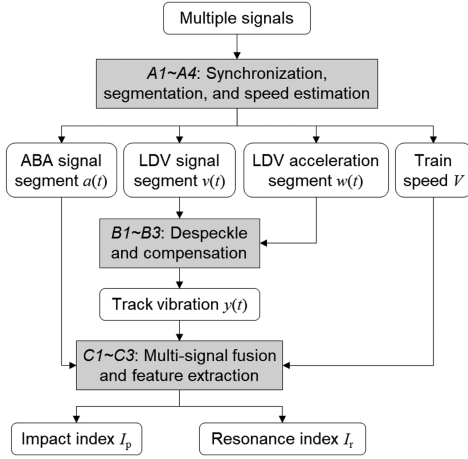 Multiple signals
A1~A4: Synchronization,
segmentation, and speed estimation
ABA signal
segment a(t)
LDV signal
segment v(t)
LDV acceleration
segment w(t)
Train
speed V
B1~B3: Despeckle
and compensation
Track vibration y(t)
C1~C3: Multi-signal fusion
and feature extraction
Impact index Iₚ
Resonance index Iᵣ